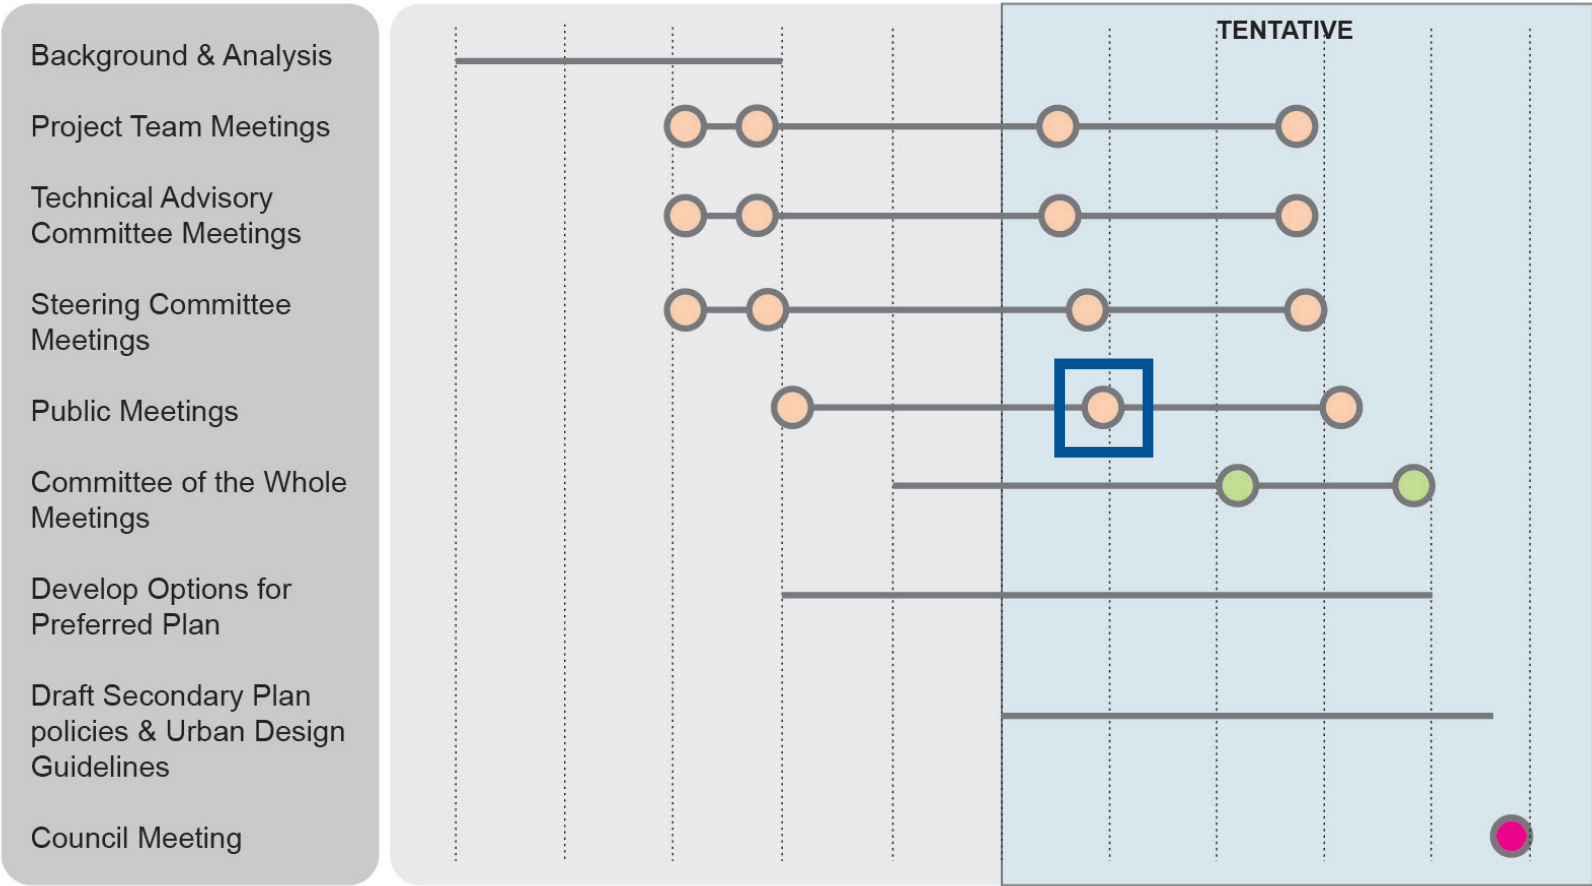 TENTATIVE
Background & Analysis
Project Team Meetings
Technical Advisory
Committee Meetings
Steering Committee
Meetings
Public Meetings
Committee of the Whole
Meetings
Develop Options for
Preferred Plan
Draft Secondary Plan
policies & Urban Design
Guidelines
Council Meeting